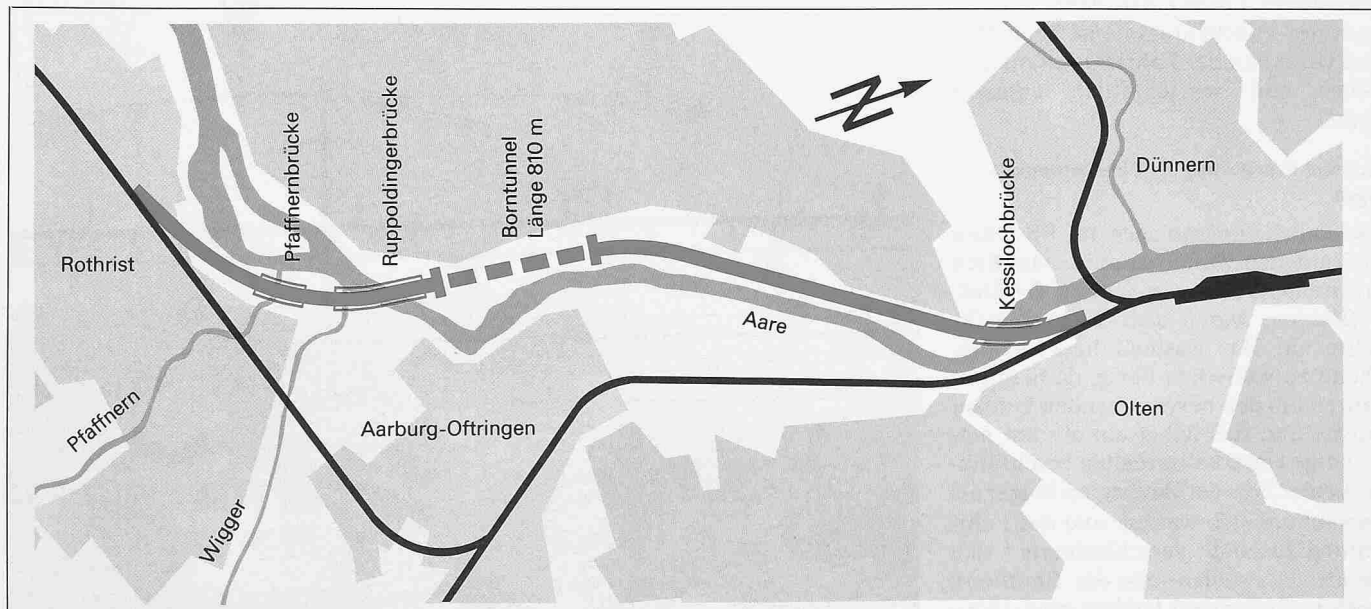 Pfaffnernbrücke
Ruppoldingerbrücke
Borntunnel
Länge 810 m
N
Kessilochbrücke
Dünnern
Rothrist
Aare
Pfaffnern
Wigger
Aarburg-Oftringen
Olten